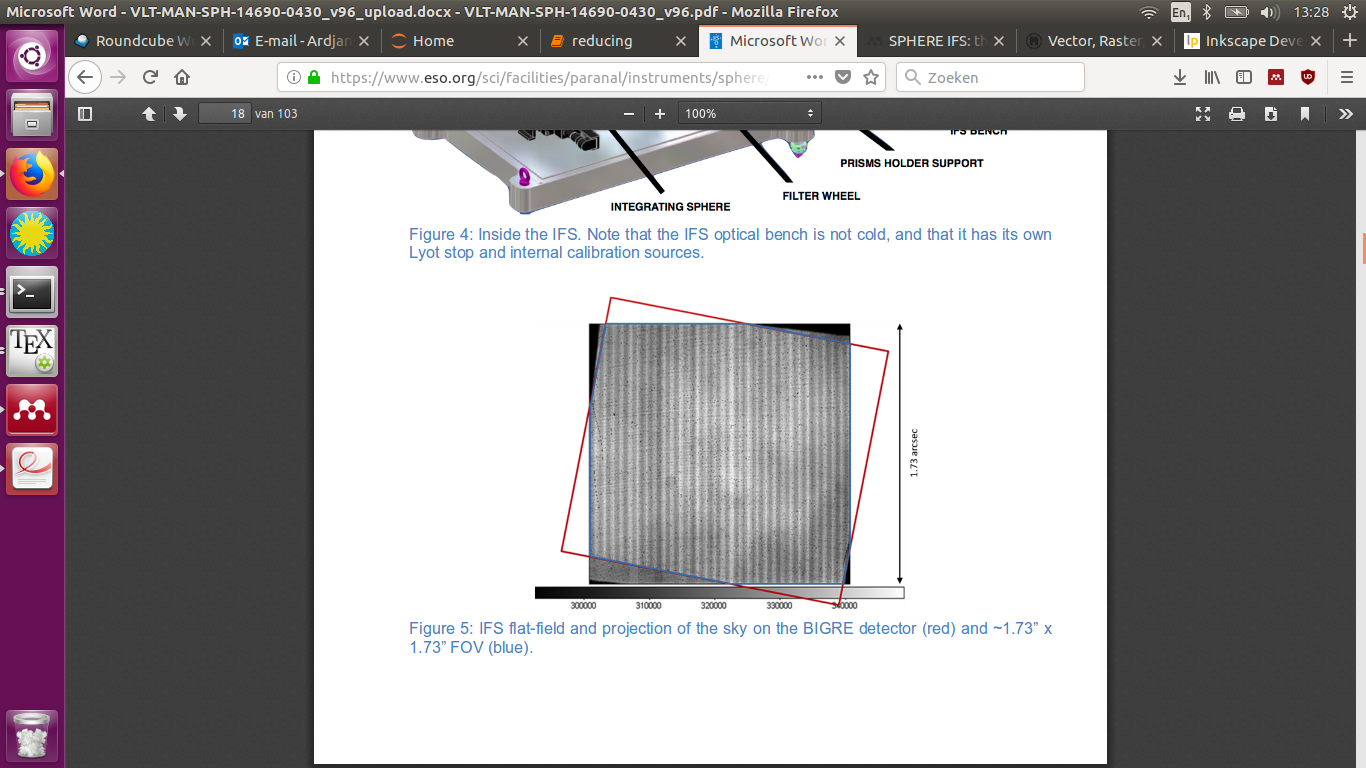 Microsoft Word - VLT-MAN-SPH-14690-0430_v96_upload.docx - VLT-MAN-SPH-14690-0430_v96.pdf - Mozilla Firefox
En1
13:28
Roundcube W
E-mail - Ardjan
Home
reducing
Microsoft Wor
SPHERE IFS: th
Vector, Raster,
Inkscape Deve
https://www.eso.org/sci/facilities/paranal/instruments/sphere/
Zoeken
18 van 103
100%
IFS BENCH
PRISMS HOLDER SUPPORT
FILTER WHEEL
INTEGRATING SPHERE
Figure 4: Inside the IFS. Note that the IFS optical bench is not cold, and that it has its own
Lyot stop and internal calibration sources.
1.73 arcsec
300000 310000 320000 330000 340000
Figure 5: IFS flat-field and projection of the sky on the BIGRE detector (red) and ~1.73” x
1.73” FOV (blue).
TEX